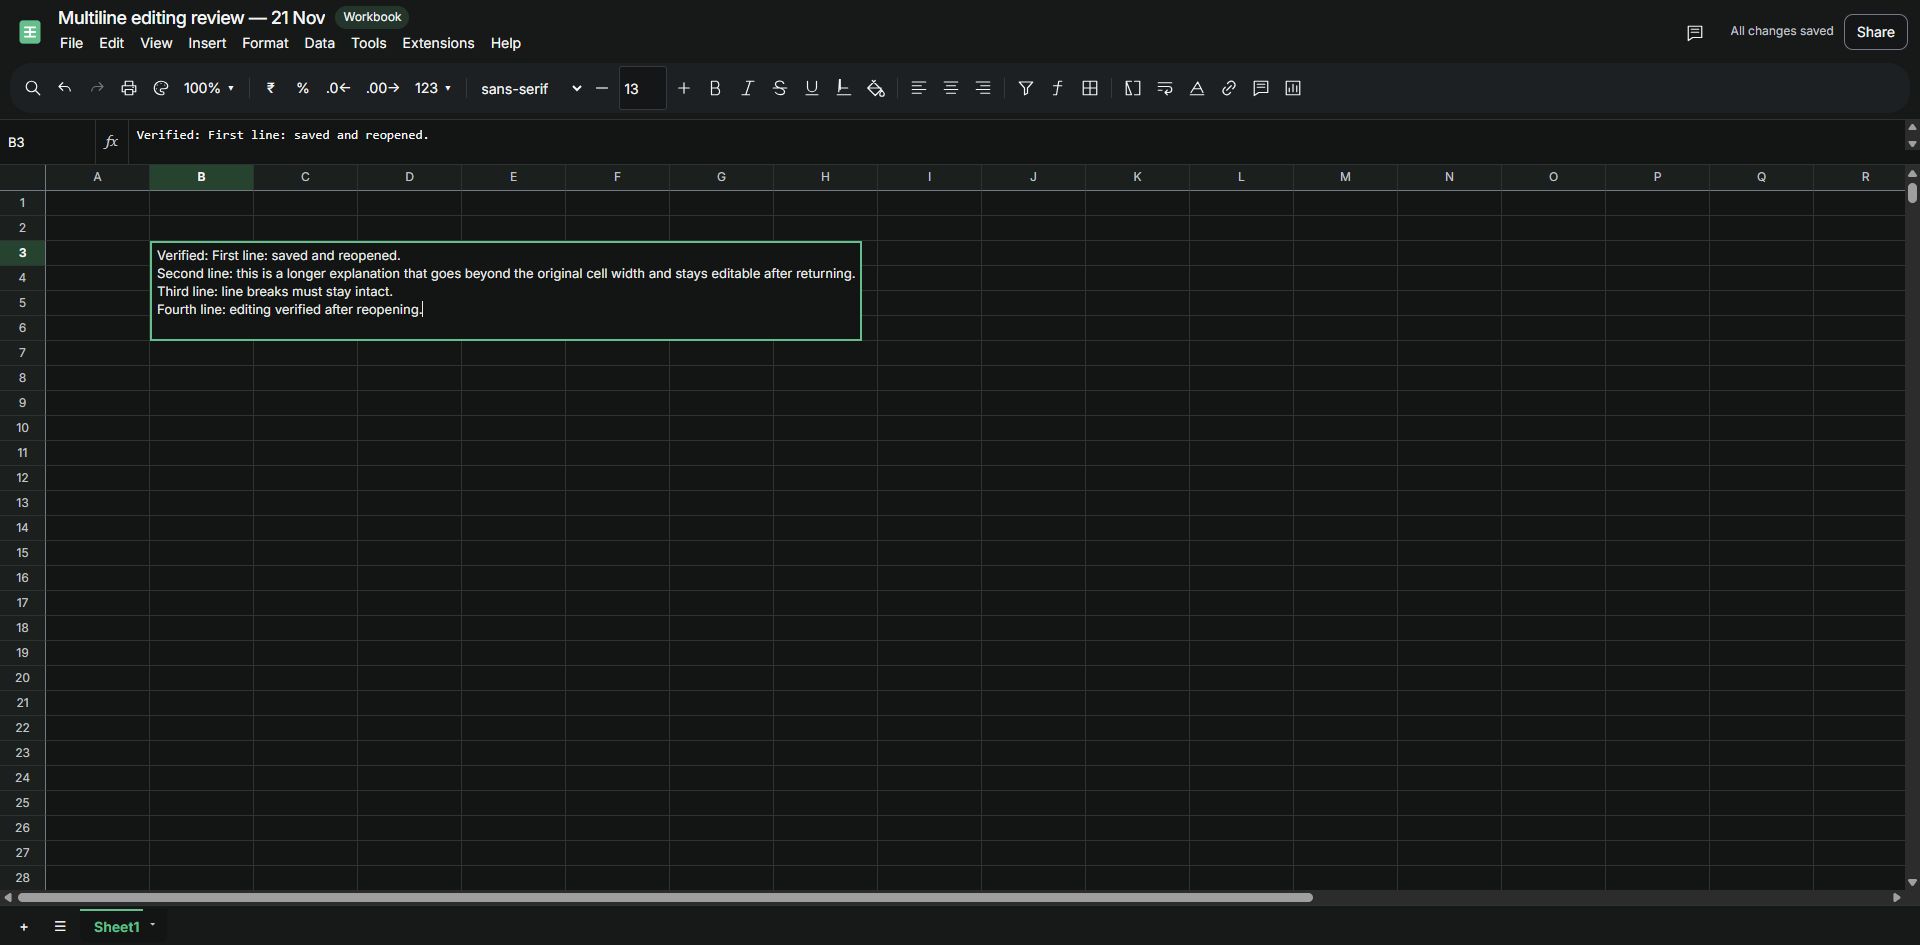 Multiline editing review — 21 Nov Workbook
File Edit View Insert Format Data Tools Extensions Help
All changes saved
Share
100% ₹ % .0← .00→ 123 sans-serif 13
B3 fx Verified: First line: saved and reopened.
A B C D E F G H I J K L M N O P Q R
1
2
3
Verified: First line: saved and reopened.
Second line: this is a longer explanation that goes beyond the original cell width and stays editable after returning.
Third line: line breaks must stay intact.
Fourth line: editing verified after reopening.
4
5
6
7
8
9
10
11
12
13
14
15
16
17
18
19
20
21
22
23
24
25
26
27
28
Sheet1